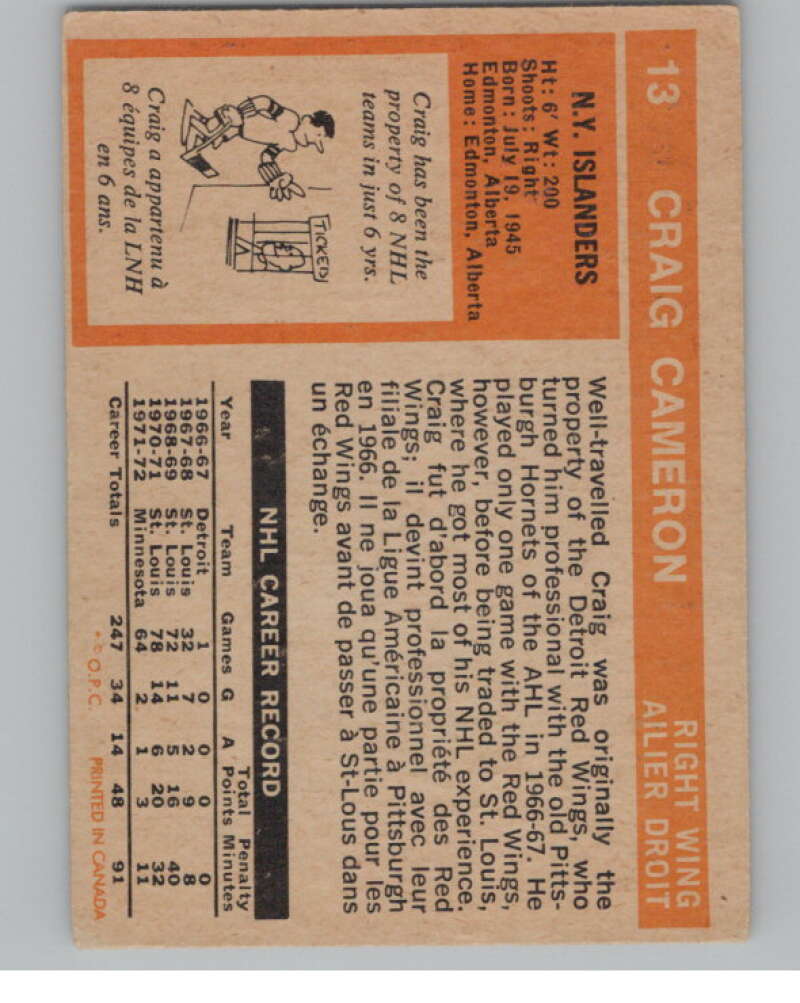 13 CRAIG CAMERON
RIGHT WING
AILIER DROIT
N.Y. ISLANDERS
Ht: 6' Wt: 200
Shoots: Right
Born: July 19, 1945
Edmonton, Alberta
Home: Edmonton, Alberta
Craig has been the
property of 8 NHL
teams in just 6 yrs.
TICKED
Craig a appartenu à
8 équipes de la LNH
en 6 ans.
Well-travelled Craig was originally the
property of the Detroit Red Wings, who
turned him professional with the old Pitts-
burgh Hornets of the AHL in 1966-67. He
played only one game with the Red Wings,
however, before being traded to St. Louis,
where he got most of his NHL experience.
Craig fut d'abord la propriété des Red
Wings; il devint professionnel avec leur
filiale de la Ligue Américaine à Pittsburgh
en 1966. Il ne joua qu'une partie pour les
Red Wings avant de passer à St-Lous dans
un échange.
NHL CAREER RECORD
Total Penalty
Year Team Games G A Points Minutes
1966-67 Detroit 1 0 0 0 0
1967-68 St. Louis 32 7 2 9 8
1968-69 St. Louis 72 11 5 16 40
1970-71 St. Louis 78 14 6 20 32
1971-72 Minnesota 64 2 1 3 11
Career Totals 247 34 14 48 91
* © O.P.C. PRINTED IN CANADA